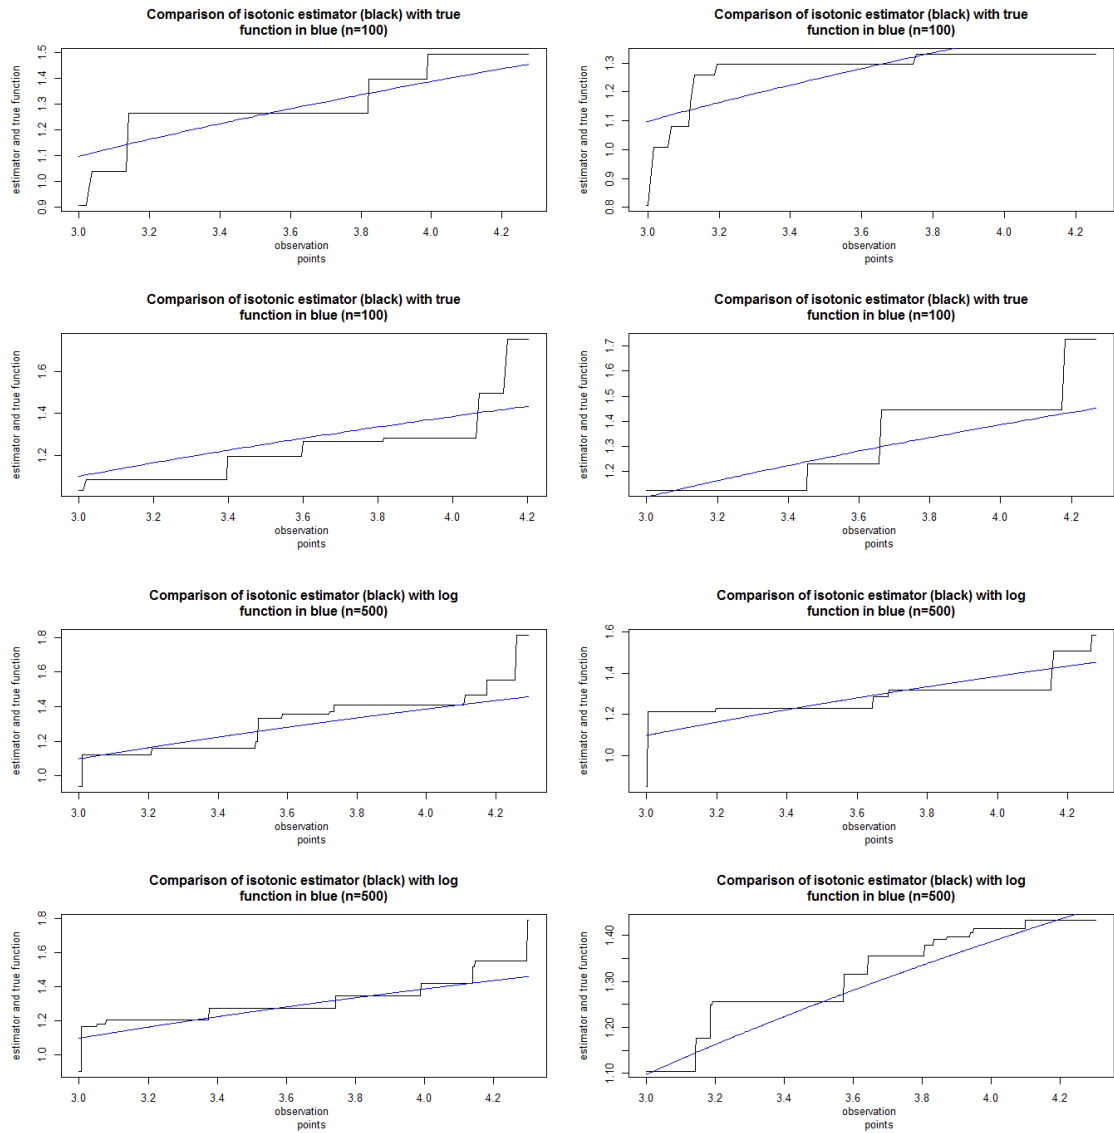 Comparison of isotonic estimator (black) with true
function in blue (n=100)
estimator and true function
0.9 1.0 1.1 1.2 1.3 1.4 1.5
3.0 3.2 3.4 3.6 3.8 4.0 4.2
observation
points
Comparison of isotonic estimator (black) with true
function in blue (n=100)
estimator and true function
0.8 0.9 1.0 1.1 1.2 1.3
3.0 3.2 3.4 3.6 3.8 4.0 4.2
observation
points
Comparison of isotonic estimator (black) with true
function in blue (n=100)
estimator and true function
1.2 1.4 1.6
3.0 3.2 3.4 3.6 3.8 4.0 4.2
observation
points
Comparison of isotonic estimator (black) with true
function in blue (n=100)
estimator and true function
1.2 1.3 1.4 1.5 1.6 1.7
3.0 3.2 3.4 3.6 3.8 4.0 4.2
observation
points
Comparison of isotonic estimator (black) with log
function in blue (n=500)
estimator and true function
1.0 1.2 1.4 1.6 1.8
3.0 3.2 3.4 3.6 3.8 4.0 4.2
observation
points
Comparison of isotonic estimator (black) with log
function in blue (n=500)
estimator and true function
1.0 1.2 1.4 1.6
3.0 3.2 3.4 3.6 3.8 4.0 4.2
observation
points
Comparison of isotonic estimator (black) with log
function in blue (n=500)
estimator and true function
1.0 1.2 1.4 1.6 1.8
3.0 3.2 3.4 3.6 3.8 4.0 4.2
observation
points
Comparison of isotonic estimator (black) with log
function in blue (n=500)
estimator and true function
1.10 1.20 1.30 1.40
3.0 3.2 3.4 3.6 3.8 4.0 4.2
observation
points